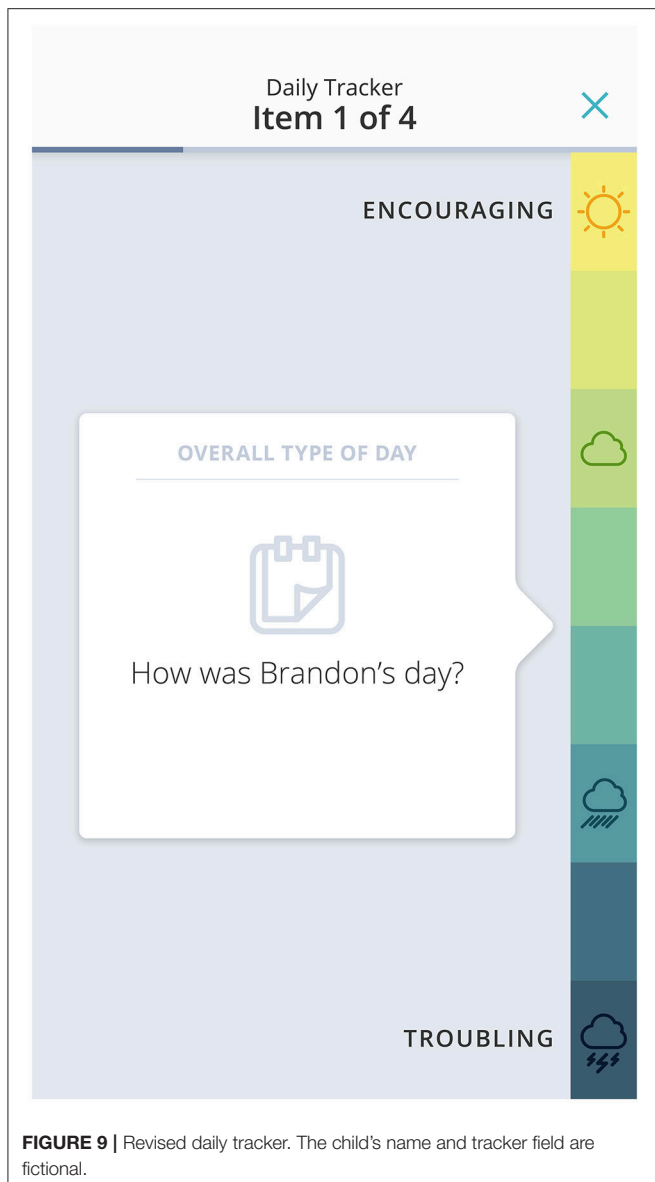 Daily Tracker
Item 1 of 4
ENCOURAGING
OVERALL TYPE OF DAY
How was Brandon’s day?
TROUBLING
FIGURE 9 | Revised daily tracker. The child’s name and tracker field are
fictional.